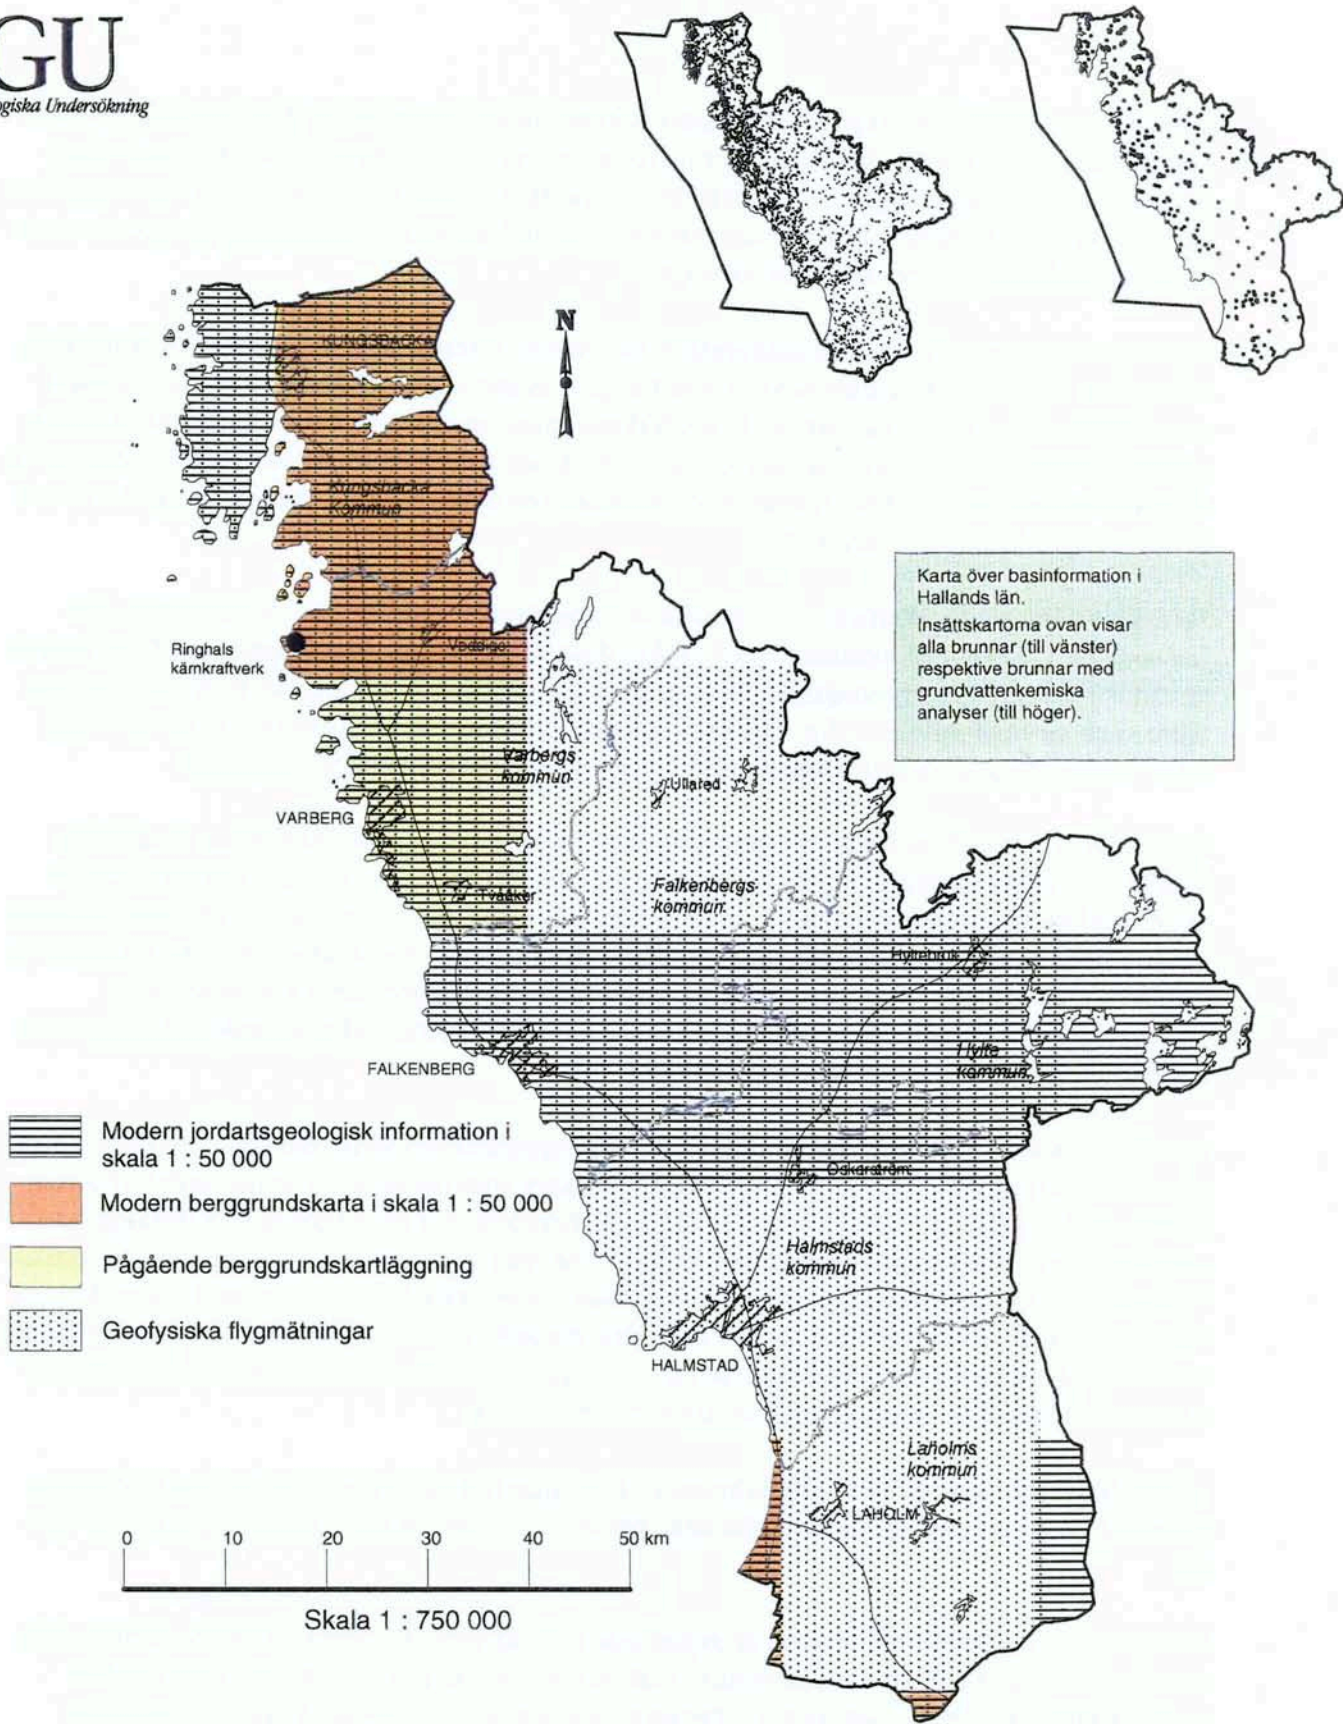 GU
ogiska Undersökning
N
KUNGSBACKA
Kungsbacka
Kommun
Karta över basinformation i
Hallands län.
Insättskartorna ovan visar
alla brunnar (till vänster)
respektive brunnar med
grundvattenkemiska
analyser (till höger).
Ringhals
kärnkraftverk
Veddige
Varbergs
kommun
Ullared
VARBERG
Tvååker
Falkenbergs
kommun
Hyltebruk
Hylte
kommun
FALKENBERG
Oskarström
Modern jordartsgeologisk information i
skala 1 : 50 000
Modern berggrundskarta i skala 1 : 50 000
Pågående berggrundskartläggning
Geofysiska flygmätningar
Halmstads
kommun
HALMSTAD
Laholms
kommun
LAHOLM
0 10 20 30 40 50 km
Skala 1 : 750 000